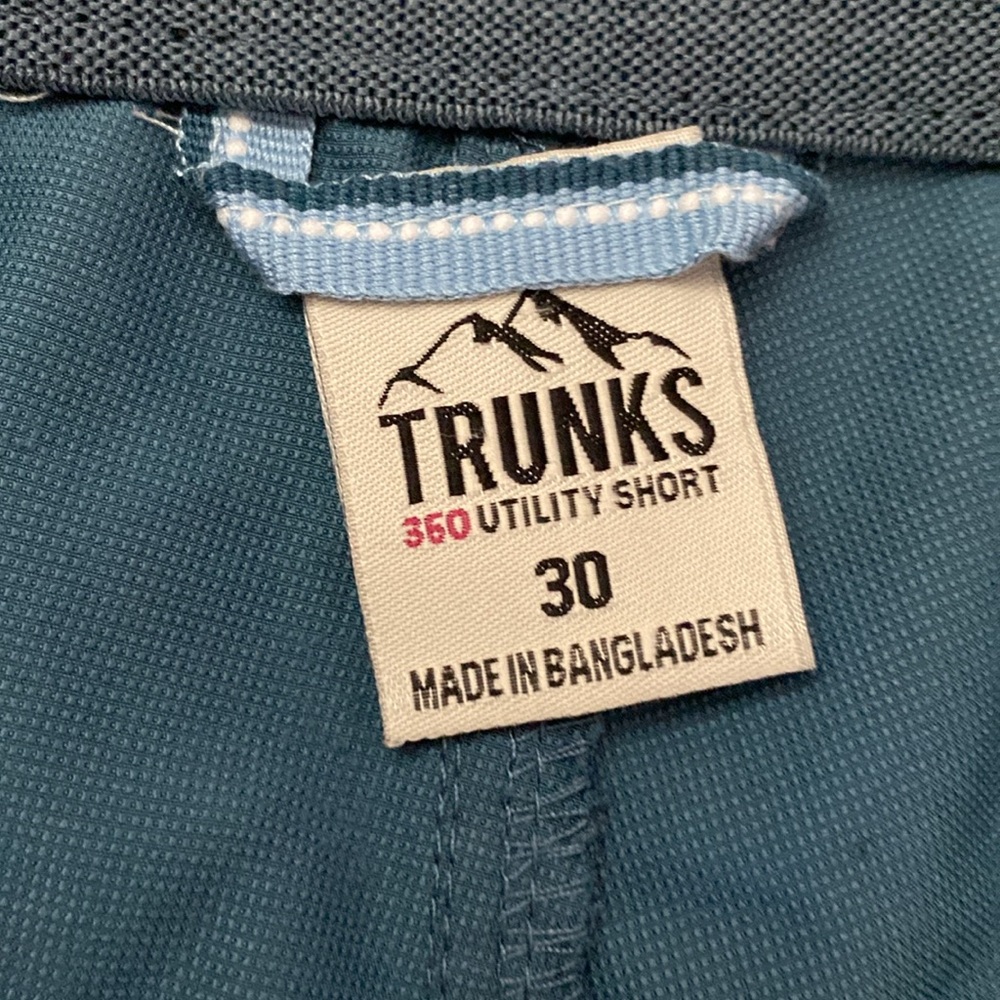 TRUNKS
360 UTILITY SHORT
30
MADE IN BANGLADESH